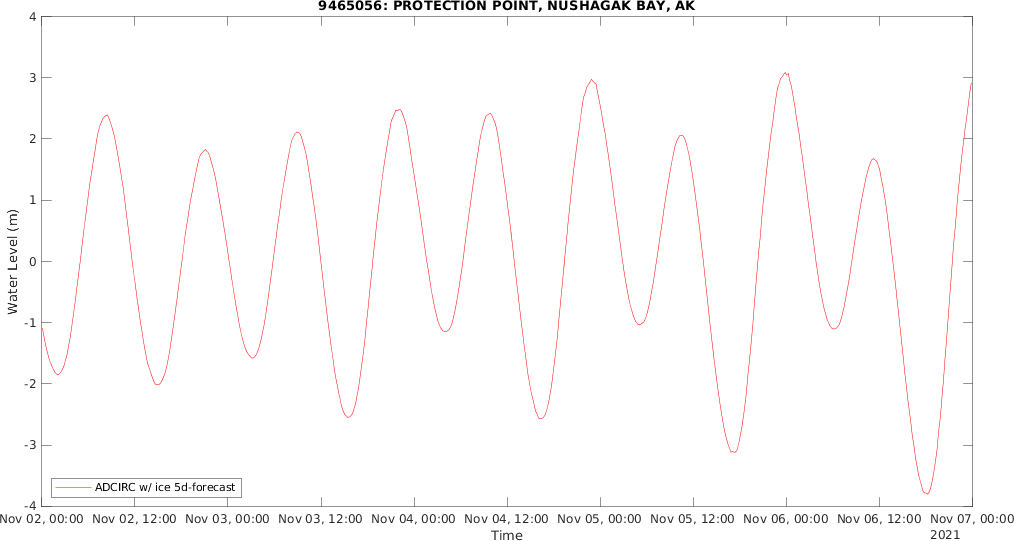 9465056: PROTECTION POINT, NUSHAGAK BAY, AK
Water Level (m)
4
3
2
1
0
-1
-2
-3
-4
ADCIRC w/ ice 5d-forecast
Nov 02, 00:00 Nov 02, 12:00 Nov 03, 00:00 Nov 03, 12:00 Nov 04, 00:00 Nov 04, 12:00 Nov 05, 00:00 Nov 05, 12:00 Nov 06, 00:00 Nov 06, 12:00 Nov 07, 00:00
Time
2021